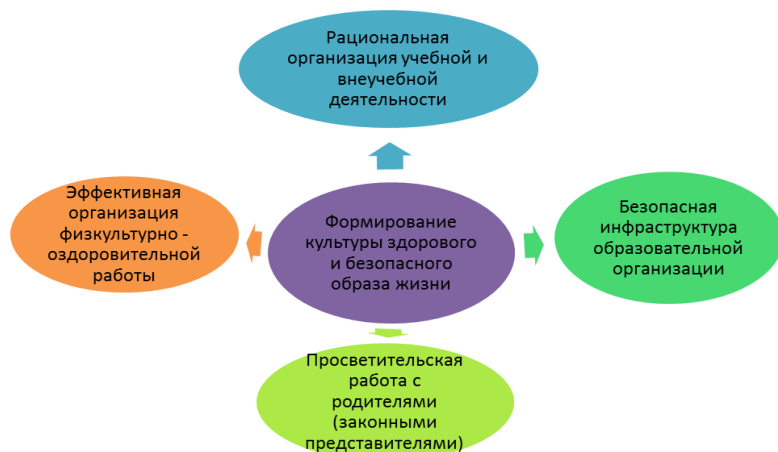 Рациональная
организация учебной и
внеучебной
деятельности
Эффективная
организация
физкультурно -
оздоровительной
работы
Формирование
культуры здорового
и безопасного
образа жизни
Безопасная
инфраструктура
образовательной
организации
Просветительская
работа с
родителями
(законными
представителями)